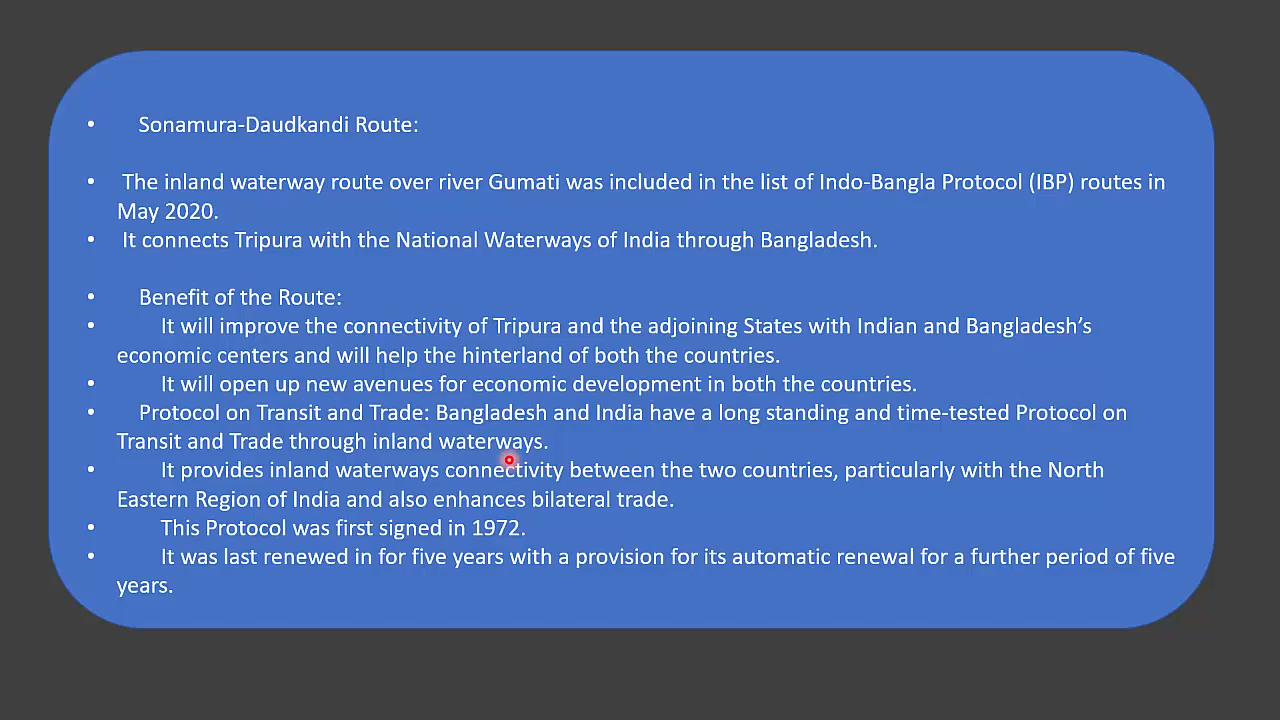 • Sonamura-Daudkandi Route:
• The inland waterway route over river Gumati was included in the list of Indo-Bangla Protocol (IBP) routes in
May 2020.
• It connects Tripura with the National Waterways of India through Bangladesh.
• Benefit of the Route:
• It will improve the connectivity of Tripura and the adjoining States with Indian and Bangladesh’s
economic centers and will help the hinterland of both the countries.
• It will open up new avenues for economic development in both the countries.
• Protocol on Transit and Trade: Bangladesh and India have a long standing and time-tested Protocol on
Transit and Trade through inland waterways.
• It provides inland waterways connectivity between the two countries, particularly with the North
Eastern Region of India and also enhances bilateral trade.
• This Protocol was first signed in 1972.
• It was last renewed in for five years with a provision for its automatic renewal for a further period of five
years.